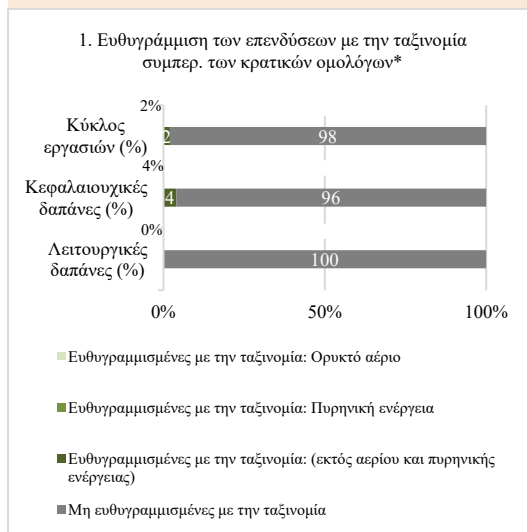 1. Ευθυγράμμιση των επενδύσεων με την ταξινομία
συμπερ. των κρατικών ομολόγων*
2%
Κύκλος
εργασιών (%)
2
98
4%
Κεφαλαιουχικές
δαπάνες (%)
4
96
0%
Λειτουργικές
δαπάνες (%)
100
0%
50%
100%
Ευθυγραμμισμένες με την ταξινομία: Ορυκτό αέριο
Ευθυγραμμισμένες με την ταξινομία: Πυρηνική ενέργεια
Ευθυγραμμισμένες με την ταξινομία: (εκτός αερίου και πυρηνικής
ενέργειας)
Μη ευθυγραμμισμένες με την ταξινομία